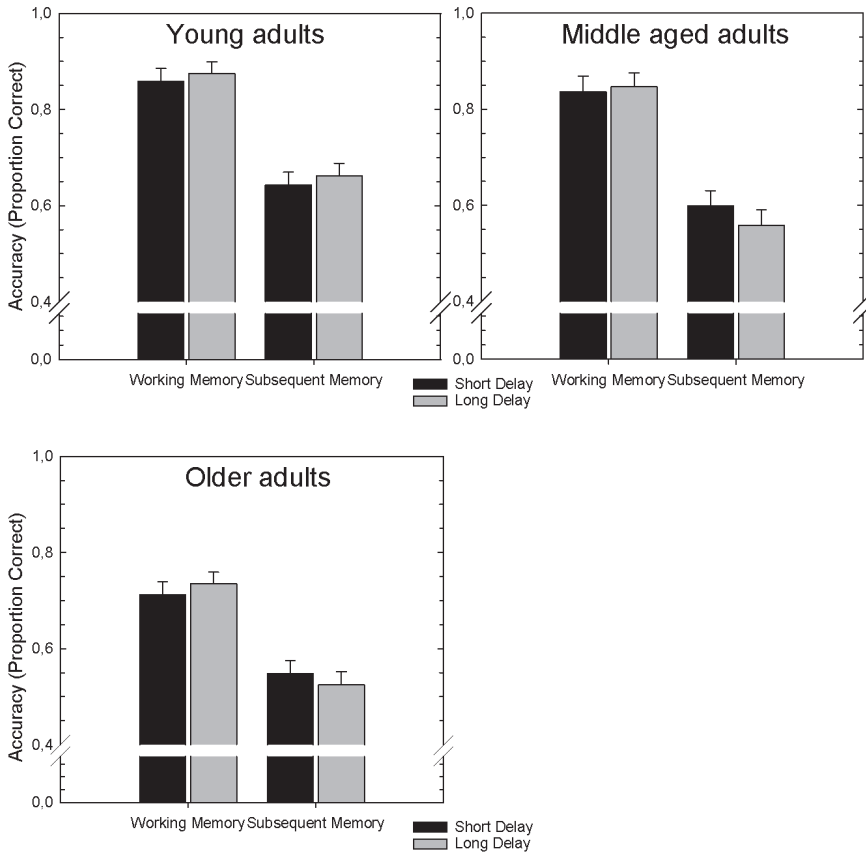 Young adults
Accuracy (Proportion Correct)
1,0
0,8
0,6
0,4
0,0
Working Memory Subsequent Memory
Middle aged adults
0,8
0,6
0,4
0,0
1,0
Working Memory Subsequent Memory
Short Delay
Long Delay
Older adults
Accuracy (Proportion Correct)
1,0
0,8
0,6
0,4
0,0
Working Memory Subsequent Memory
Short Delay
Long Delay